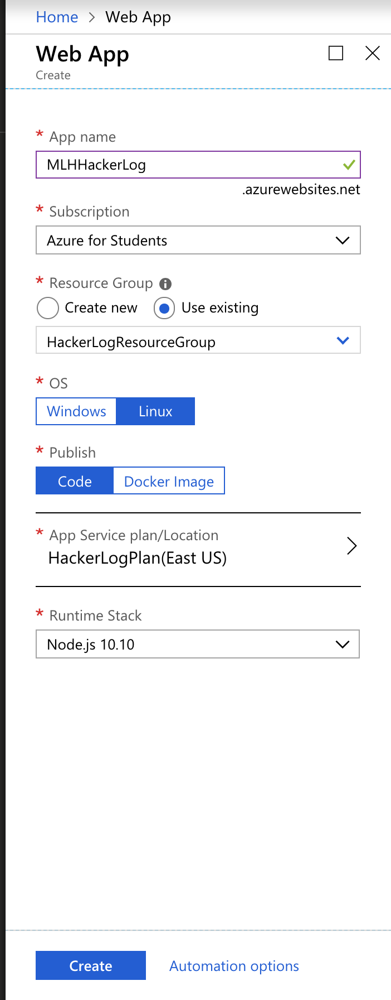 Home > Web App
Web App
Create
* App name
MLHHackerLog
.azurewebsites.net
* Subscription
Azure for Students
* Resource Group
Create new Use existing
HackerLogResourceGroup
* OS
Windows Linux
* Publish
Code Docker Image
* App Service plan/Location
HackerLogPlan(East US)
* Runtime Stack
Node.js 10.10
Create Automation options